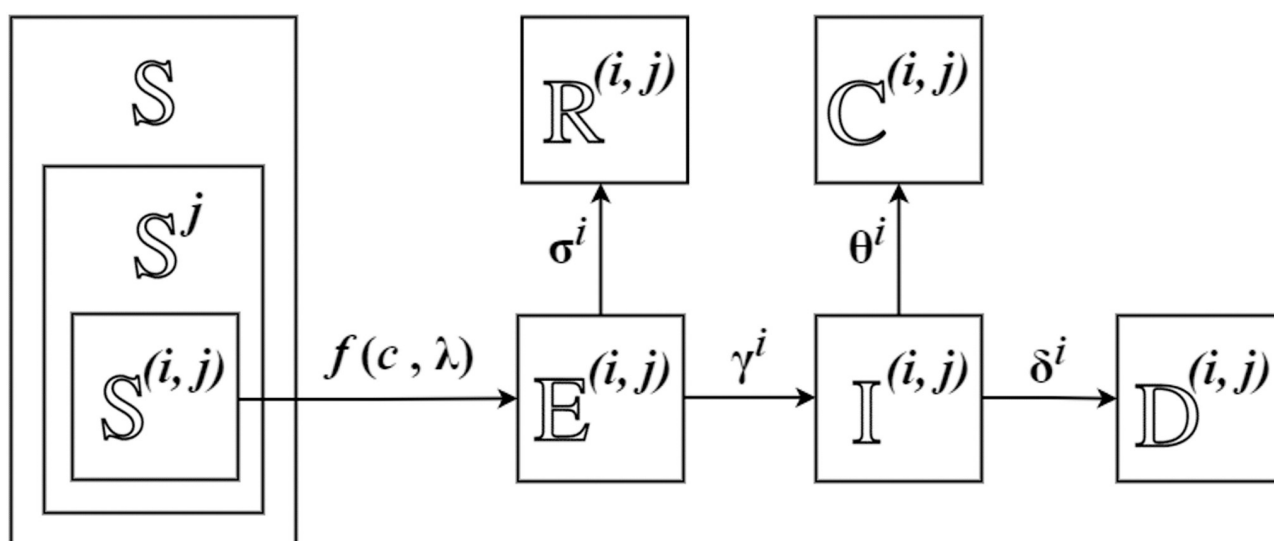 𝕊
𝕊^j
𝕊^(i, j)
f (c , λ)
ℝ^(i, j)
σ^i
𝔼^(i, j)
γ^i
ℂ^(i, j)
θ^i
𝕀^(i, j)
δ^i
𝔻^(i, j)